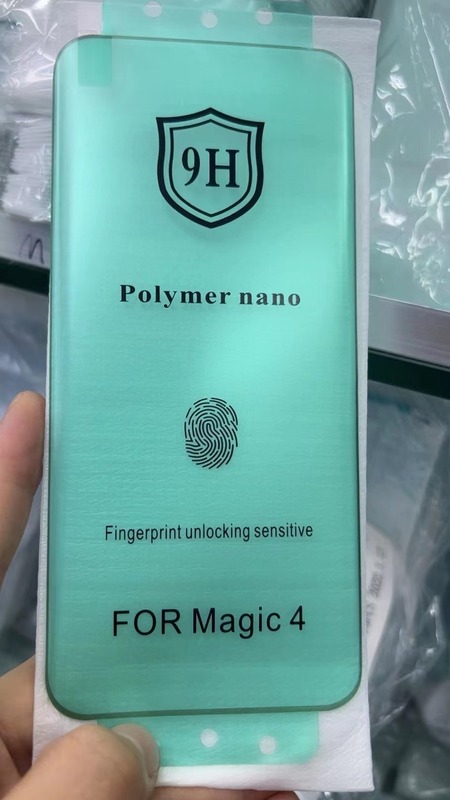 9H
Polymer nano
Fingerprint unlocking sensitive
FOR Magic 4